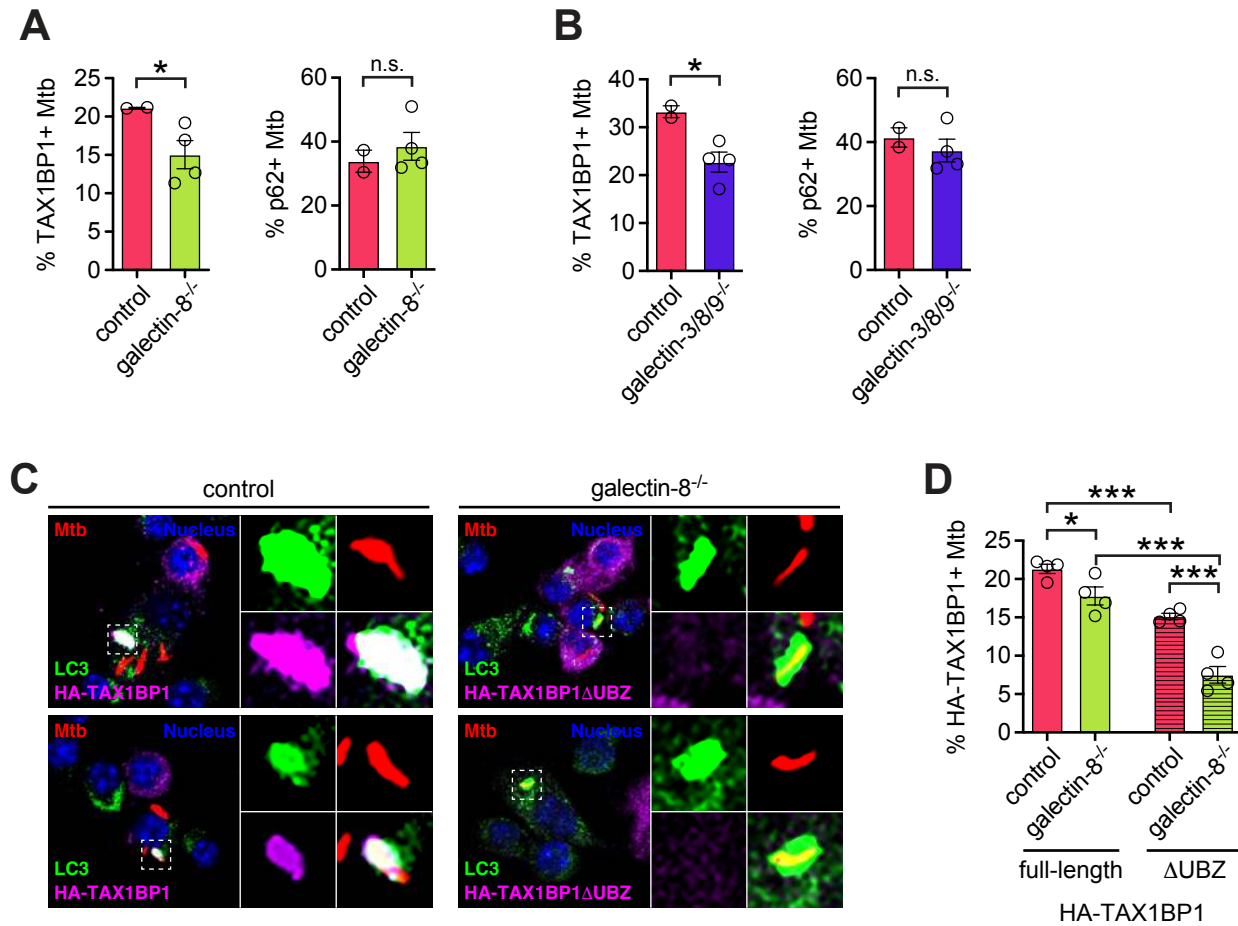 A
% TAX1BP1+ Mtb
25
20
15
10
5
0
*
control
galectin-8-/-
% p62+ Mtb
60
40
20
0
n.s.
control
galectin-8-/-
B
% TAX1BP1+ Mtb
40
30
20
10
0
*
control
galectin-3/8/9-/-
% p62+ Mtb
60
40
20
0
n.s.
control
galectin-3/8/9-/-
C
control
galectin-8-/-
Mtb Nucleus
LC3
HA-TAX1BP1
Mtb Nucleus
LC3
HA-TAX1BP1ΔUBZ
Mtb Nucleus
LC3
HA-TAX1BP1
Mtb Nucleus
LC3
HA-TAX1BP1ΔUBZ
D
% HA-TAX1BP1+ Mtb
25
20
15
10
5
0
***
*
***
***
control
galectin-8-/-
control
galectin-8-/-
full-length
ΔUBZ
HA-TAX1BP1